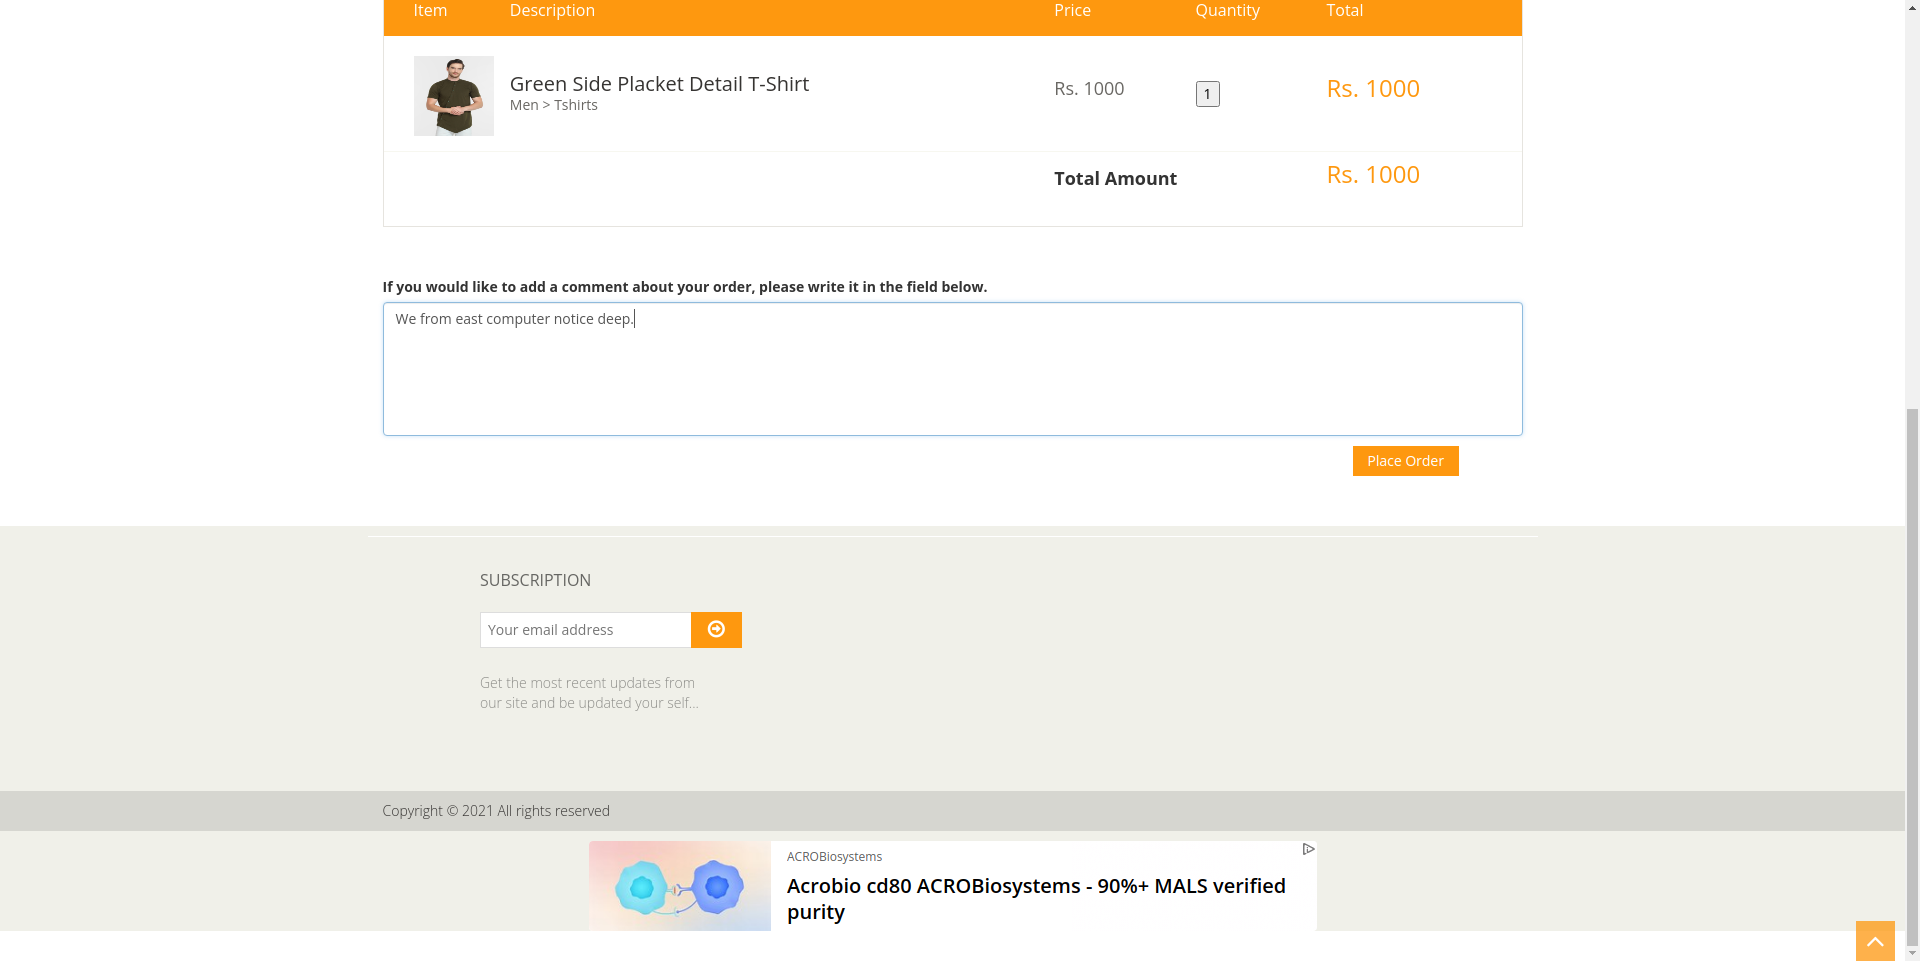 Item Description Price Quantity Total
Green Side Placket Detail T-Shirt
Men > Tshirts
Rs. 1000
1
Rs. 1000
Total Amount
Rs. 1000
If you would like to add a comment about your order, please write it in the field below.
We from east computer notice deep.
Place Order
SUBSCRIPTION
Your email address
Get the most recent updates from
our site and be updated your self...
Copyright © 2021 All rights reserved
ACROBiosystems
Acrobio cd80 ACROBiosystems - 90%+ MALS verified
purity